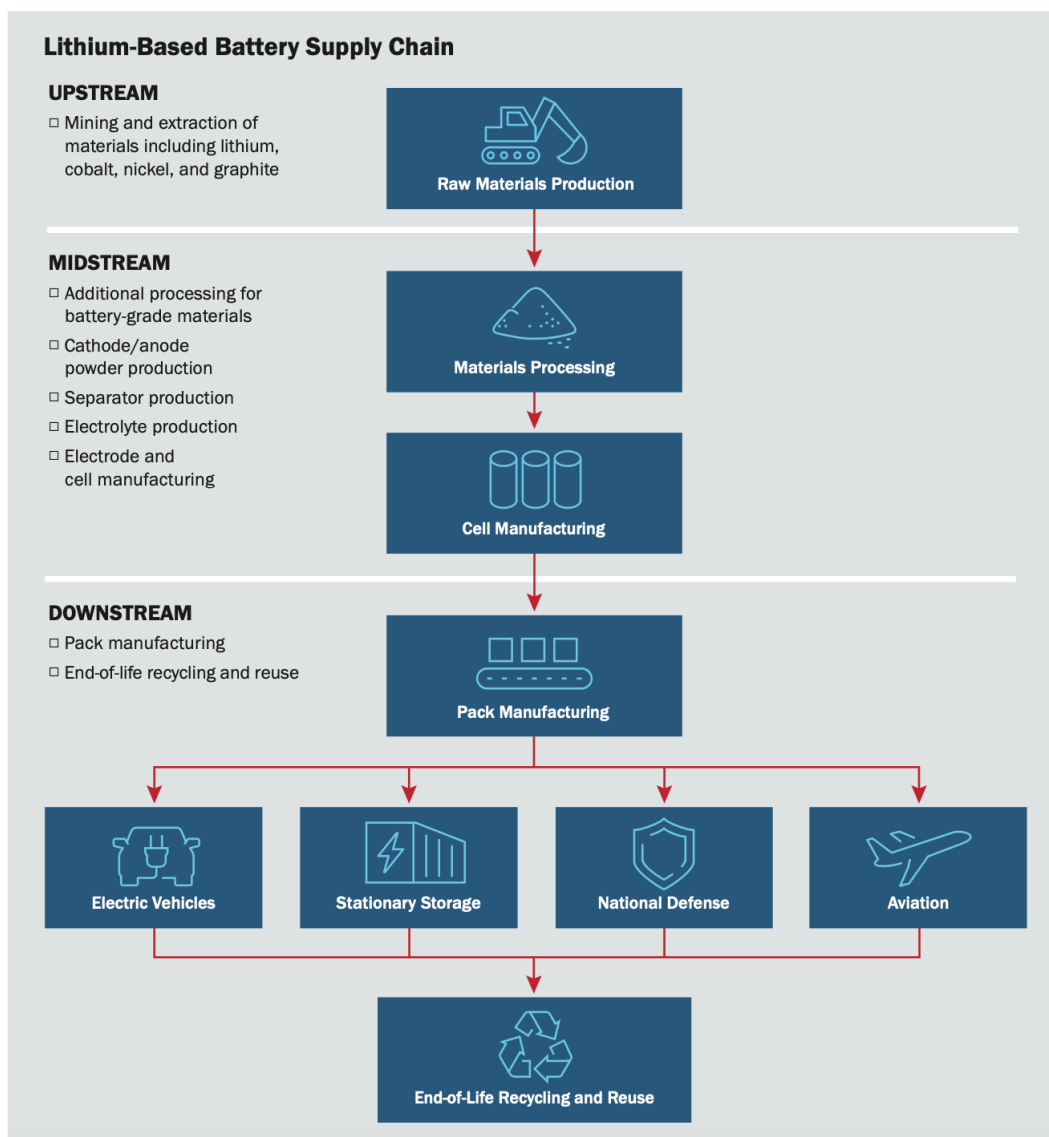 Lithium-Based Battery Supply Chain
UPSTREAM
Mining and extraction of
materials including lithium,
cobalt, nickel, and graphite
Raw Materials Production
MIDSTREAM
Additional processing for
battery-grade materials
Cathode/anode
powder production
Separator production
Electrolyte production
Electrode and
cell manufacturing
Materials Processing
Cell Manufacturing
DOWNSTREAM
Pack manufacturing
End-of-life recycling and reuse
Pack Manufacturing
Electric Vehicles
Stationary Storage
National Defense
Aviation
End-of-Life Recycling and Reuse